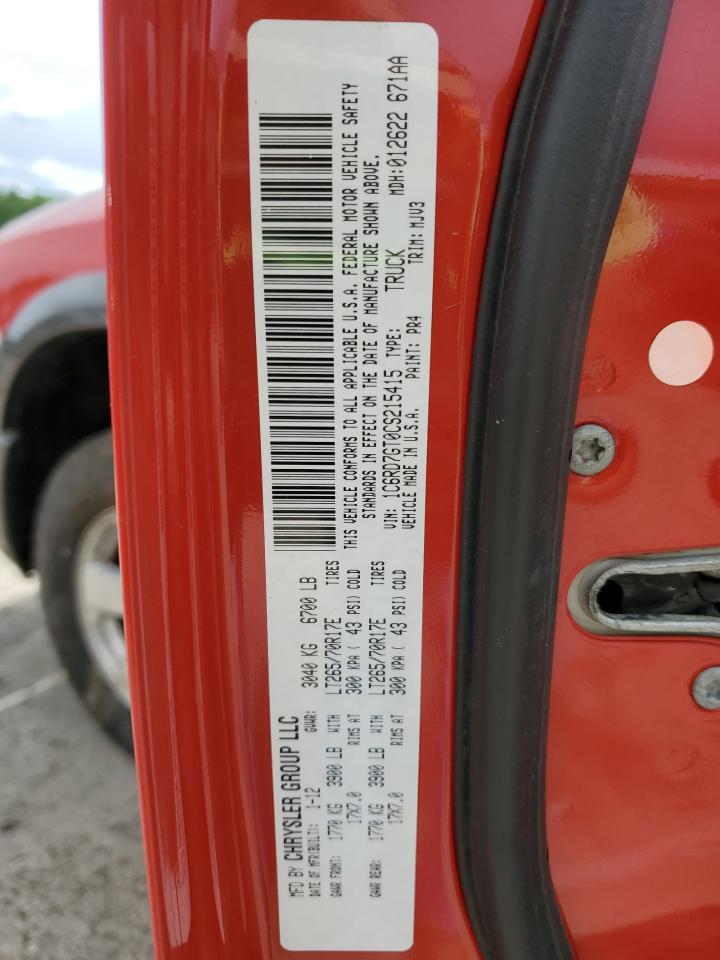 MFD BY CHRYSLER GROUP LLC
DATE OF MFR(BUILT): 1-12 GVWR: 3040 KG 6700 LB
GAWR FRONT: 1770 KG 3900 LB WITH LT265/70R17E TIRES
17X7.0 RIMS AT 300 KPA ( 43 PSI) COLD
GAWR REAR: 1770 KG 3900 LB WITH LT265/70R17E TIRES
17X7.0 RIMS AT 300 KPA ( 43 PSI) COLD
THIS VEHICLE CONFORMS TO ALL APPLICABLE U.S.A. FEDERAL MOTOR VEHICLE SAFETY
STANDARDS IN EFFECT ON THE DATE OF MANUFACTURE SHOWN ABOVE.
VIN: 1C6RD7GT0CS215415 TYPE: TRUCK MDH:012622 671AA
VEHICLE MADE IN U.S.A. PAINT: PR4 TRIM: MJV3